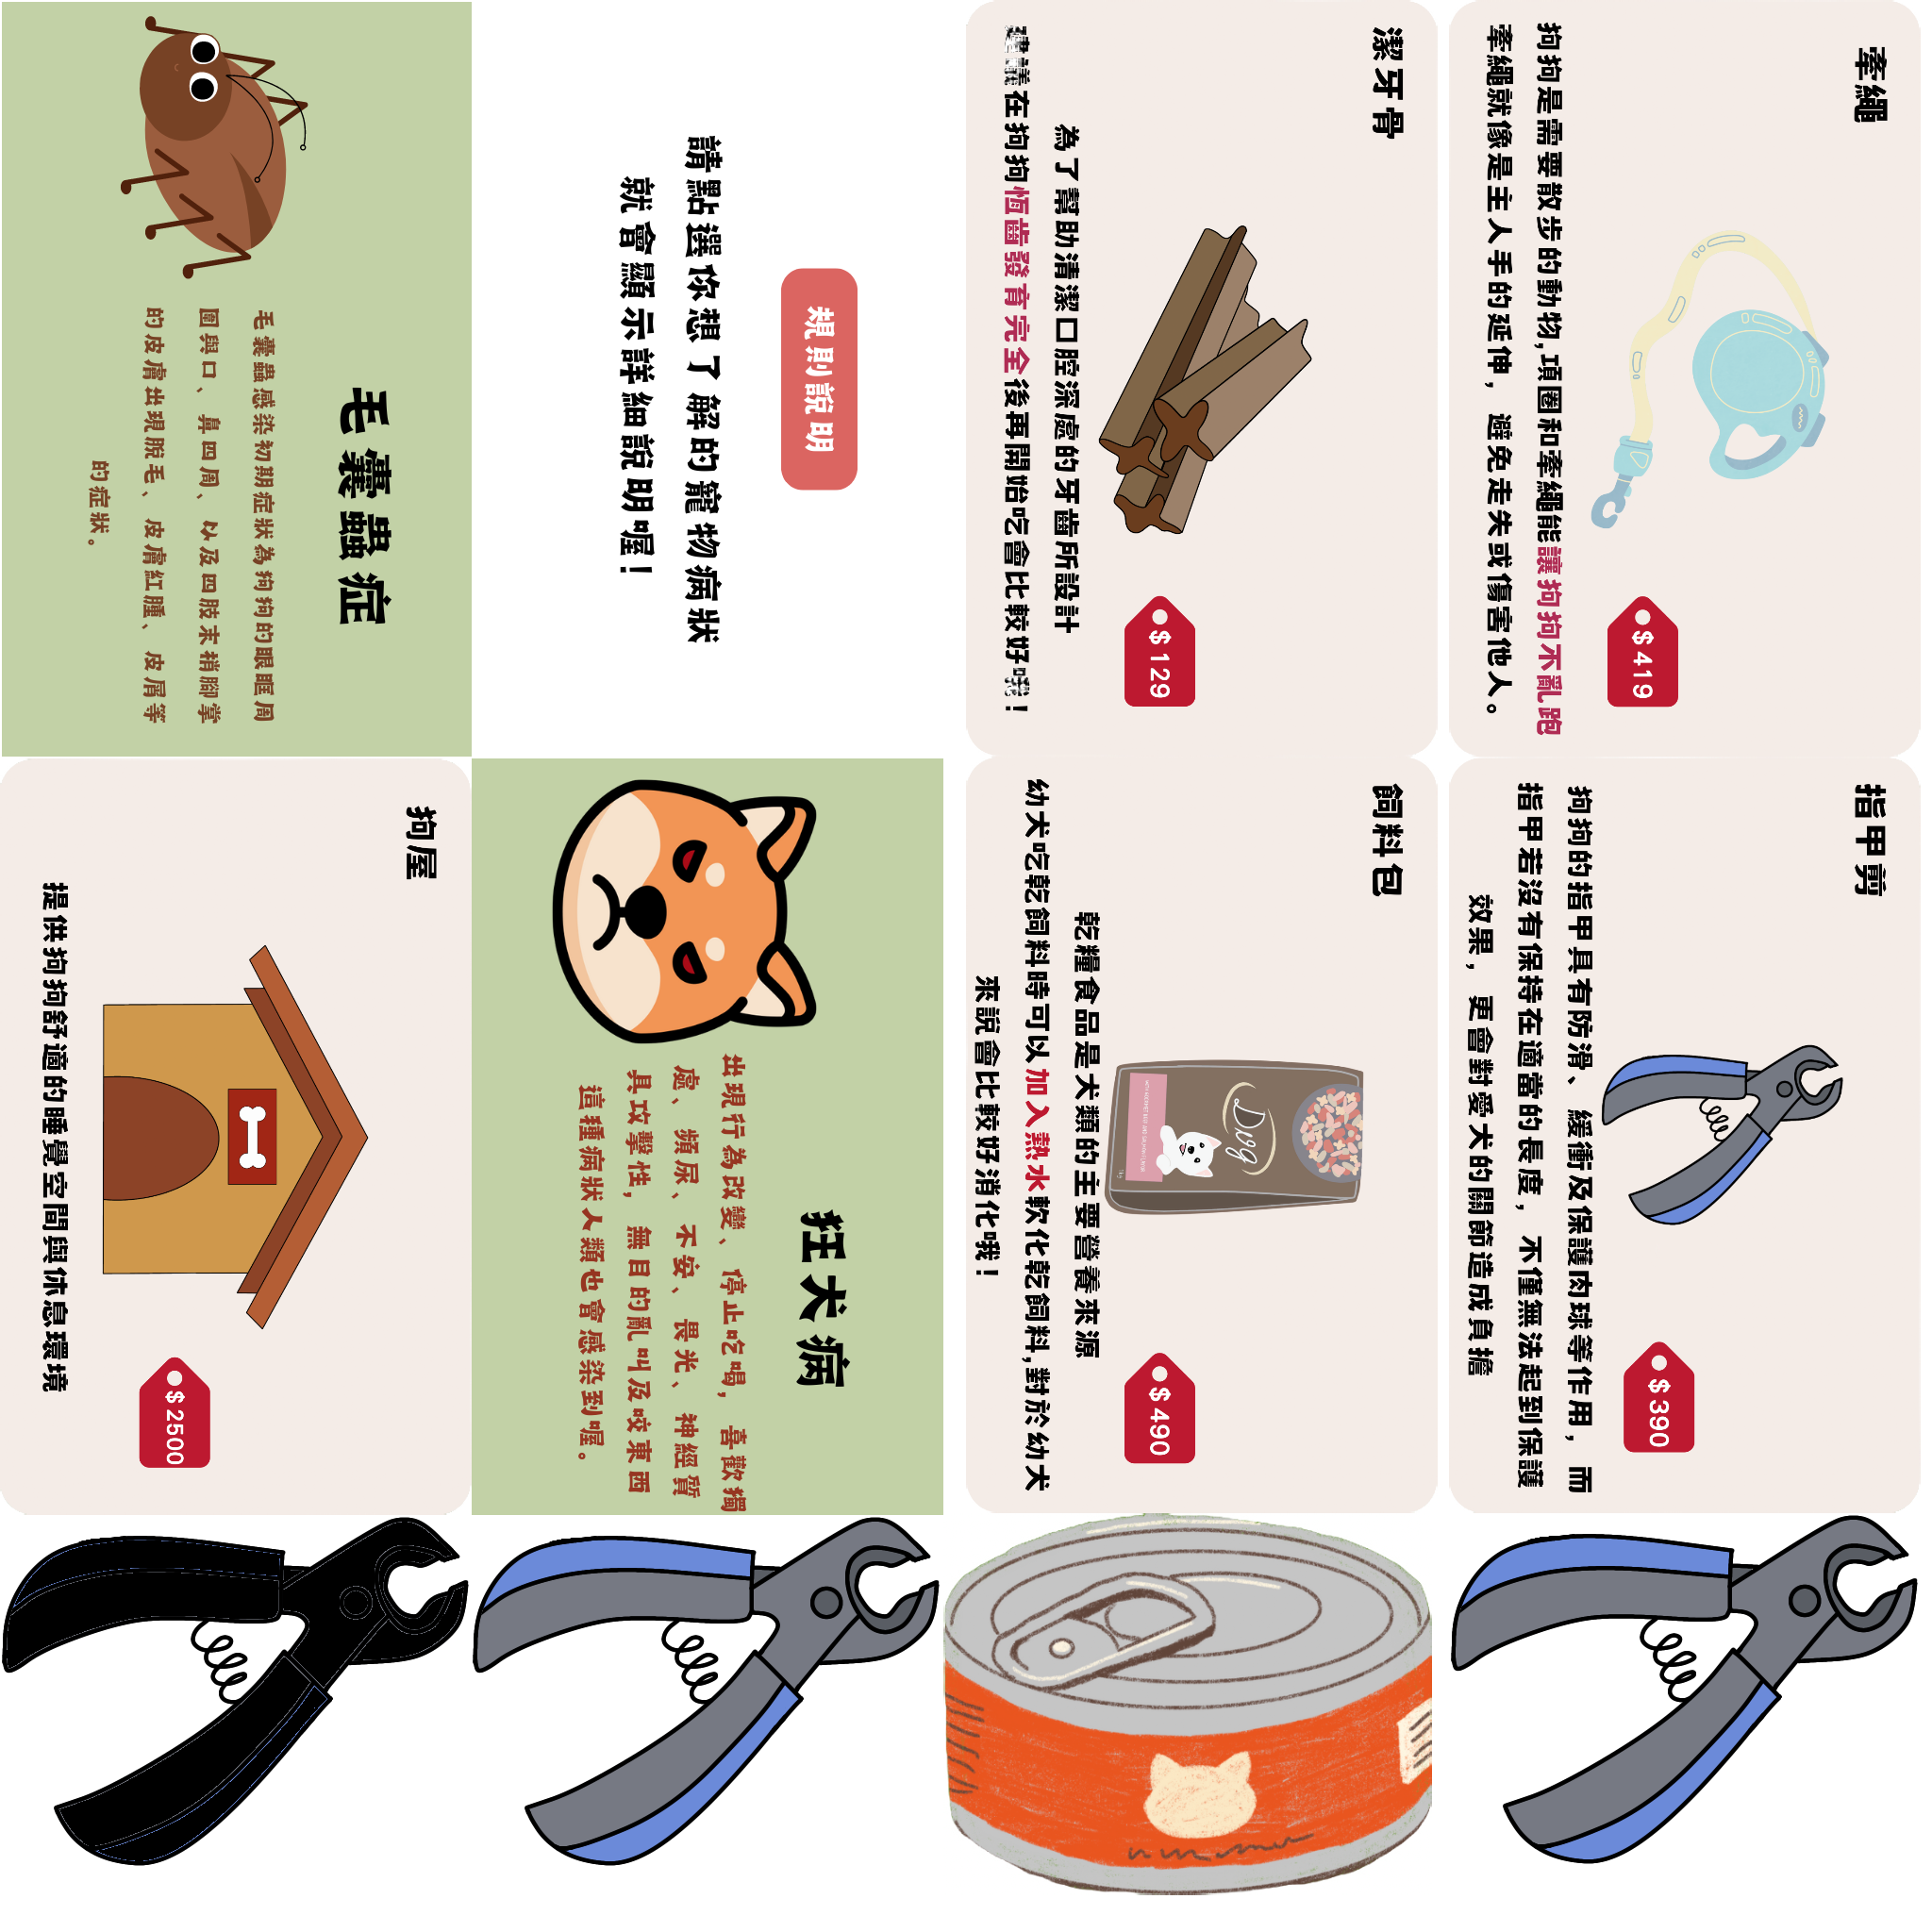 毛囊蟲症
毛囊蟲感染初期症狀為狗狗的眼眶周
圍與口、鼻四周、以及四肢末梢腳掌
的皮膚出現脫毛、皮膚紅腫、皮屑等
的症狀。
規則說明
請點選你想了解的寵物病狀
就會顯示詳細說明喔!
潔牙骨
$129
為了幫助清潔口腔深處的牙齒所設計
建議在狗狗恆齒發育完全後再開始吃會比較好哦!
牽繩
$419
狗狗是需要散步的動物,項圈和牽繩能讓狗狗不亂跑
牽繩就像是主人手的延伸,避免走失或傷害他人。
狗屋
$2500
提供狗狗舒適的睡覺空間與休息環境
狂犬病
出現行為改變、停止吃喝,喜歡獨
處、頻尿、不安、畏光、神經質
具攻擊性,無目的亂叫及咬東西
這種病狀人類也會感染到喔。
飼料包
Dog
$490
乾糧食品是犬類的主要營養來源
幼犬吃乾飼料時可以加入熱水軟化乾飼料,對於幼犬
來說會比較好消化哦!
指甲剪
$390
狗狗的指甲具有防滑、緩衝及保護肉球等作用,而
指甲若沒有保持在適當的長度,不僅無法起到保護
效果,更會對愛犬的關節造成負擔